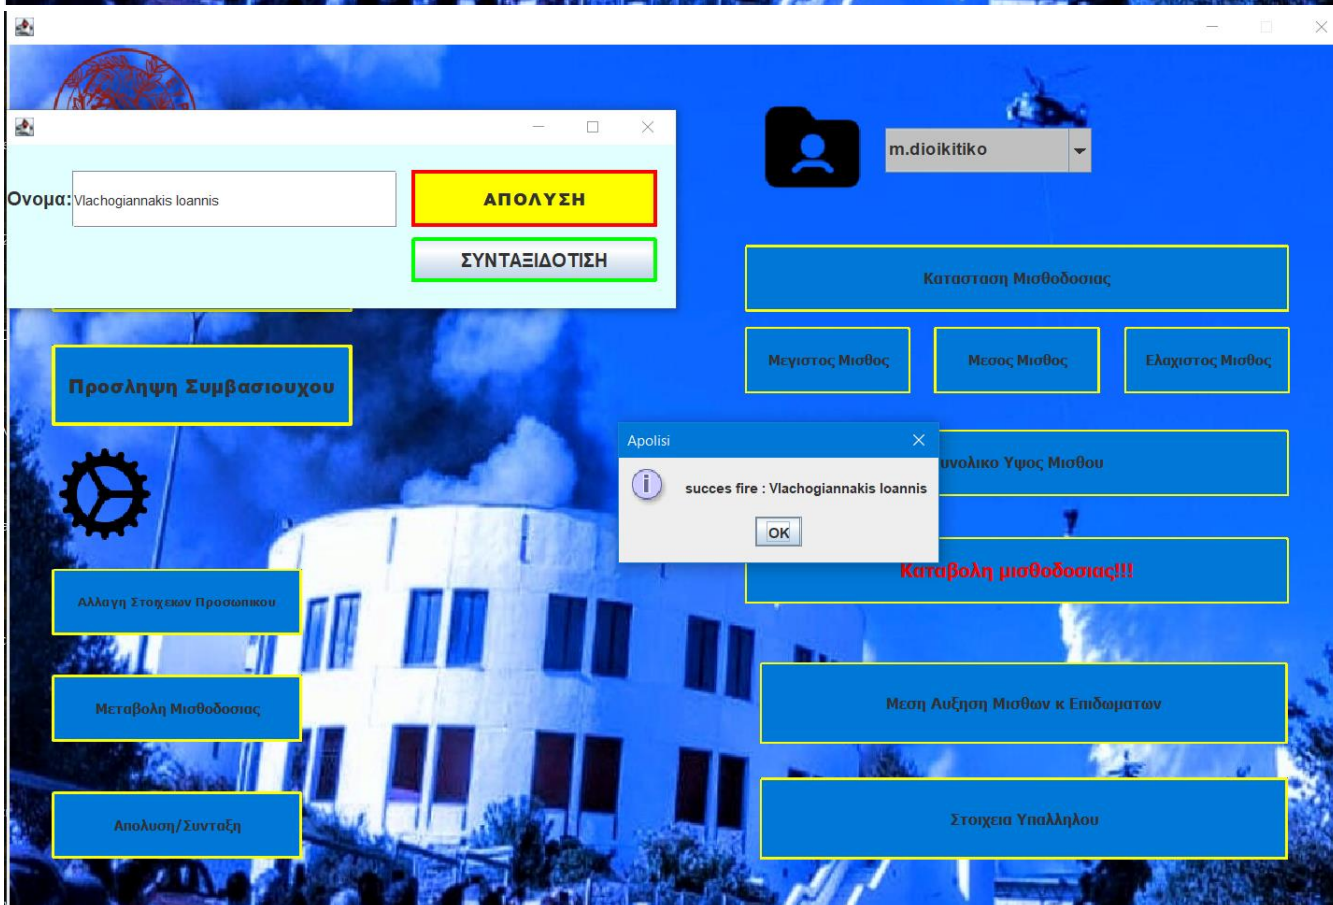 m.dioikitiko
Ονομα:
Vlachogiannakis Ioannis
ΑΠΟΛΥΣΗ
ΣΥΝΤΑΞΙΔΟΤΙΣΗ
Κατασταση Μισθοδοσιας
Μεγιστος Μισθος
Μεσος Μισθος
Ελαχιστος Μισθος
Προσληψη Συμβασιουχου
Apolisi
succes fire : Vlachogiannakis Ioannis
OK
υνολικο Υψος Μισθου
Καταβολη μισθοδοσιας!!!
Αλλαγη Στοιχειων Προσωπικου
Μεταβολη Μισθοδοσιας
Μεση Αυξηση Μισθων κ Επιδωματων
Απολυση/Συνταξη
Στοιχεια Υπαλληλου